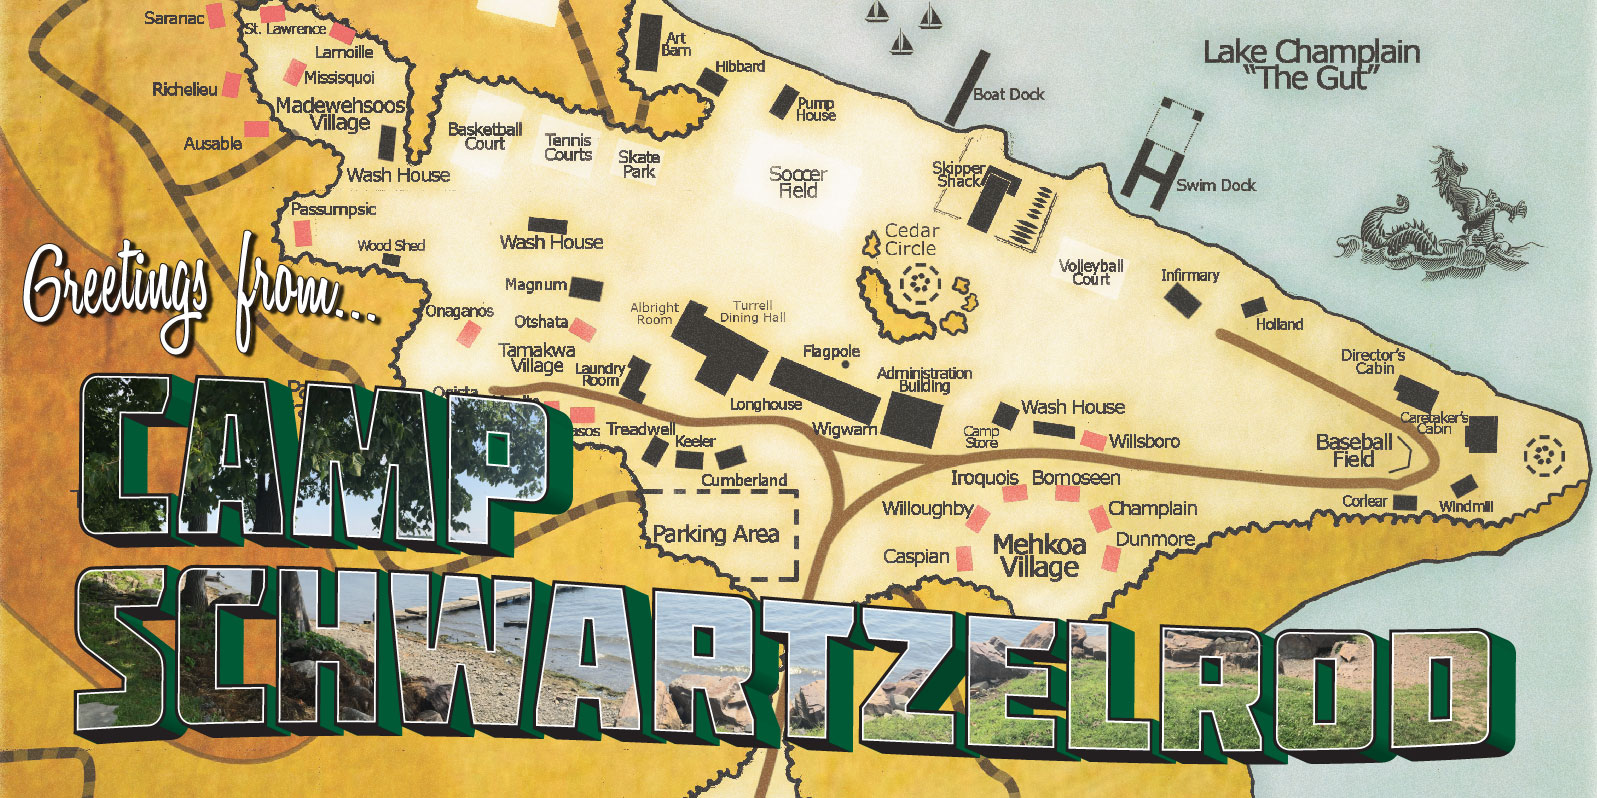 Saranac
St. Lawrence
Lamoille
Missisquoi
Richelieu
Madewehsoos
Village
Ausable
Wash House
Passumpsic
Wood Shed
Art
Barn
Hibbard
Pump
House
Basketball
Court
Tennis
Courts
Skate
Park
Soccer
Field
Boat Dock
Lake Champlain
"The Gut"
Skipper
Shack
Swim Dock
Wash House
Cedar
Circle
Volleyball
Court
Infirmary
Holland
Magnum
Onaganos
Otshata
Albright
Room
Turrell
Dining Hall
Tamakwa
Village
Laundry
Room
Flagpole
Administration
Building
Director's
Cabin
Caretaker's
Cabin
Longhouse
Wigwam
Wash House
Camp
Store
Willsboro
Baseball
Field
Treadwell
Keeler
Cumberland
Iroquois
Bomoseen
Willoughby
Champlain
Corlear
Windmill
Parking Area
Caspian
Mehkoa
Village
Dunmore
Greetings from...
CAMP
SCHWARTZELROD